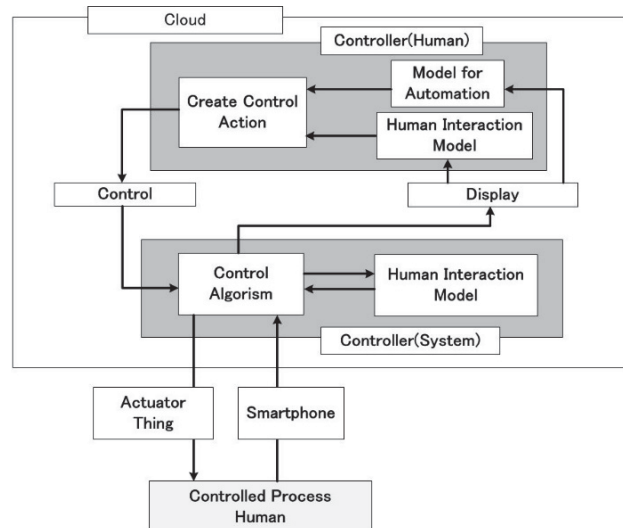 Cloud
Controller(Human)
Model for
Automation
Create Control
Action
Human Interaction
Model
Control
Display
Control
Algorism
Human Interaction
Model
Controller(System)
Actuator
Thing
Smartphone
Controlled Process
Human